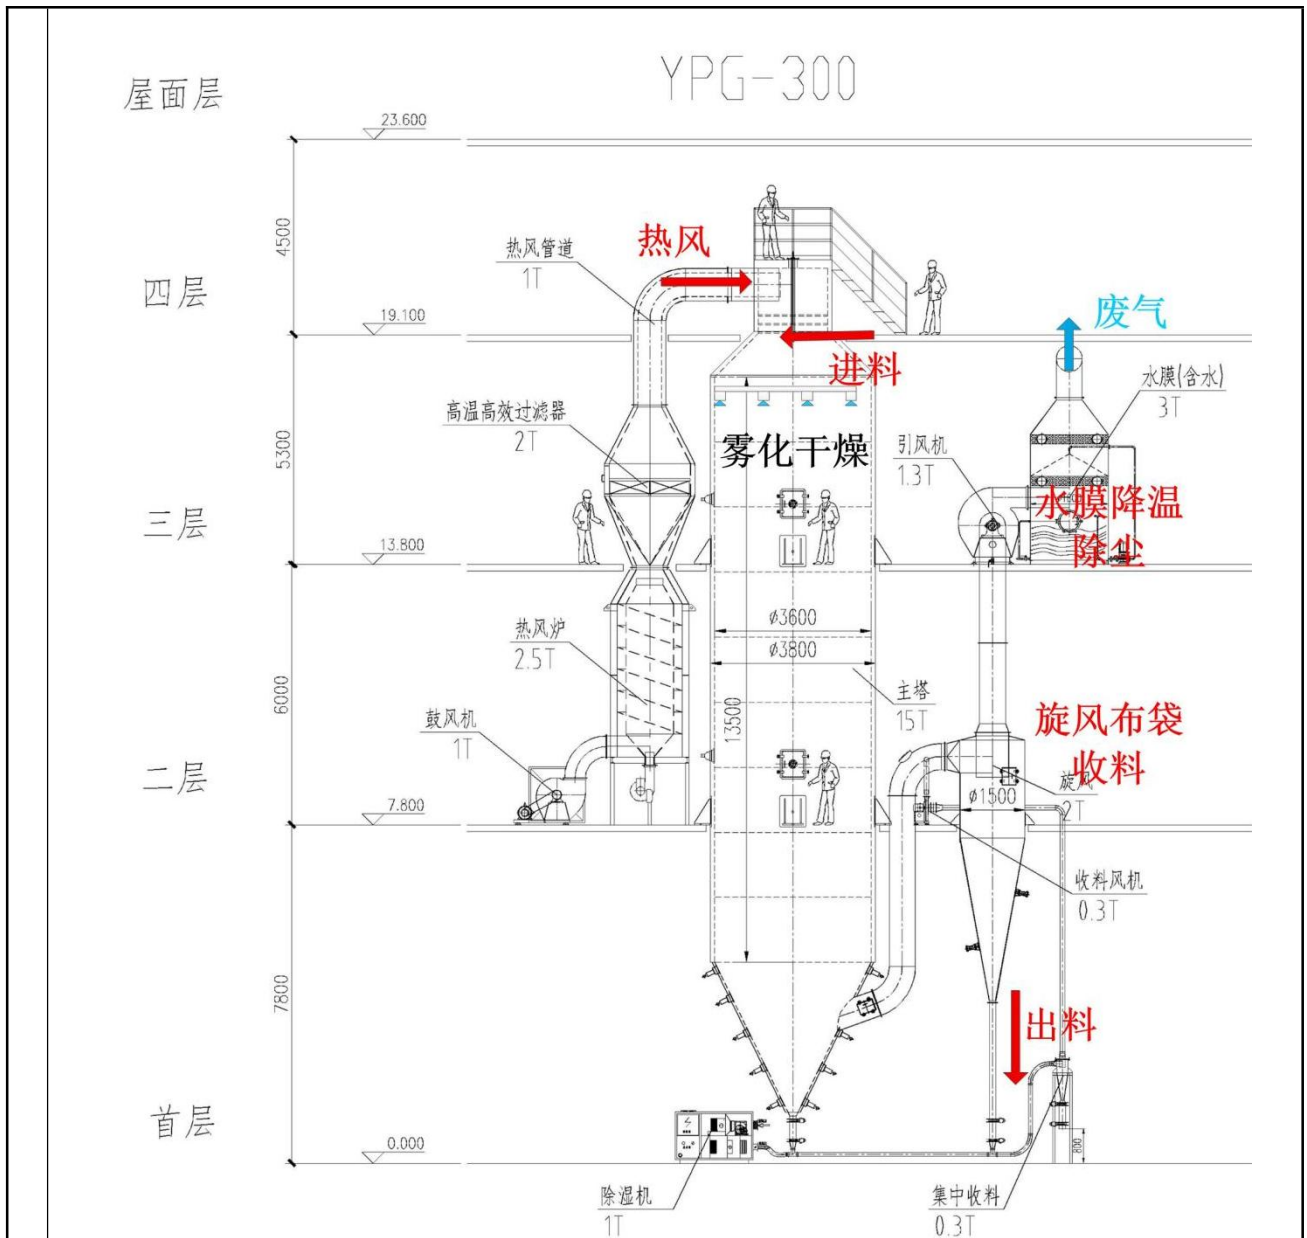 YPG-300
屋面层
23.600
4500
热风管道
1T
热风
四层
19.100
进料
废气
水膜(含水)
3T
高温高效过滤器
2T
雾化干燥
引风机
1.3T
5300
水膜降温
除尘
三层
13.800
热风炉
2.5T
ø3600
ø3800
主塔
15T
13500
6000
鼓风机
1T
旋风布袋
收料
旋风
2T
ø1500
二层
7.800
收料风机
0.3T
7800
出料
首层
0.000
800
除湿机
1T
集中收料
0.3T